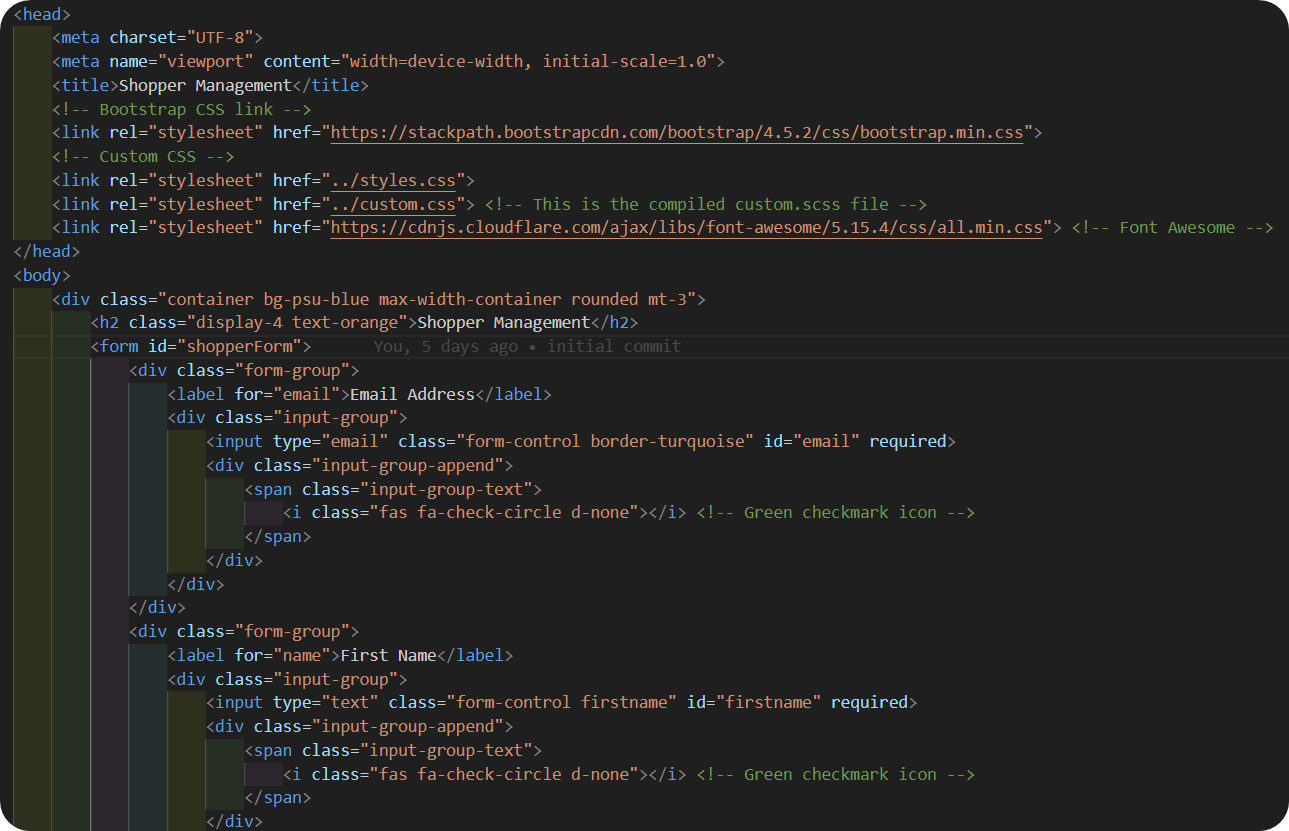 <head>
<meta charset="UTF-8">
<meta name="viewport" content="width=device-width, initial-scale=1.0">
<title>Shopper Management</title>
<!-- Bootstrap CSS link -->
<link rel="stylesheet" href="https://stackpath.bootstrapcdn.com/bootstrap/4.5.2/css/bootstrap.min.css">
<!-- Custom CSS -->
<link rel="stylesheet" href="../styles.css">
<link rel="stylesheet" href="../custom.css"> <!-- This is the compiled custom.scss file -->
<link rel="stylesheet" href="https://cdnjs.cloudflare.com/ajax/libs/font-awesome/5.15.4/css/all.min.css"> <!-- Font Awesome -->
</head>
<body>
<div class="container bg-psu-blue max-width-container rounded mt-3">
<h2 class="display-4 text-orange">Shopper Management</h2>
<form id="shopperForm"> You, 5 days ago • initial commit
<div class="form-group">
<label for="email">Email Address</label>
<div class="input-group">
<input type="email" class="form-control border-turquoise" id="email" required>
<div class="input-group-append">
<span class="input-group-text">
<i class="fas fa-check-circle d-none"></i> <!-- Green checkmark icon -->
</span>
</div>
</div>
</div>
<div class="form-group">
<label for="name">First Name</label>
<div class="input-group">
<input type="text" class="form-control firstname" id="firstname" required>
<div class="input-group-append">
<span class="input-group-text">
<i class="fas fa-check-circle d-none"></i> <!-- Green checkmark icon -->
</span>
</div>